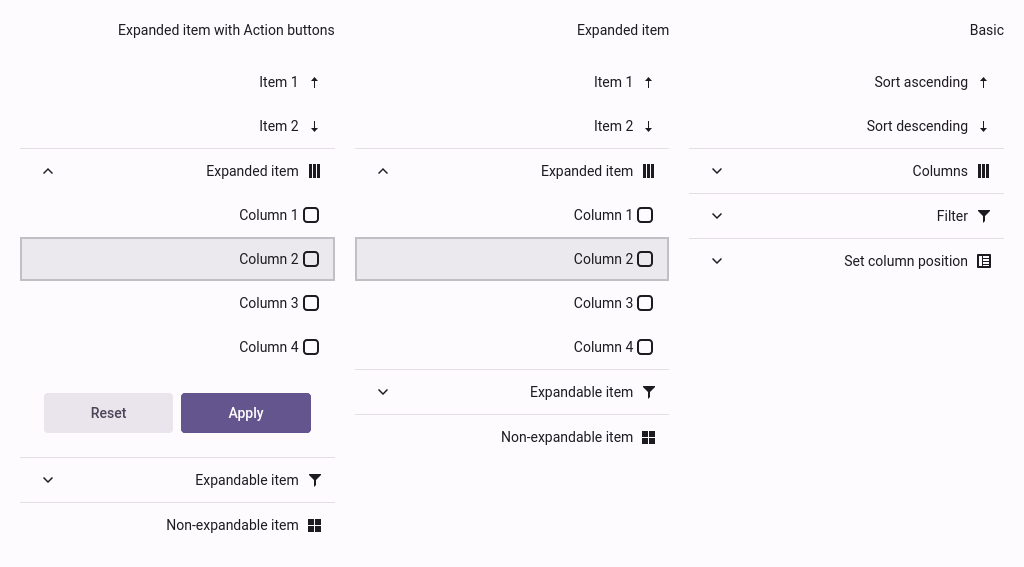 Basic
Sort ascending
Sort descending
Columns
Filter
Set column position
Expanded item
Item 1
Item 2
Expanded item
Column 1
Column 2
Column 3
Column 4
Expandable item
Non-expandable item
Expanded item with Action buttons
Item 1
Item 2
Expanded item
Column 1
Column 2
Column 3
Column 4
Apply
Reset
Expandable item
Non-expandable item